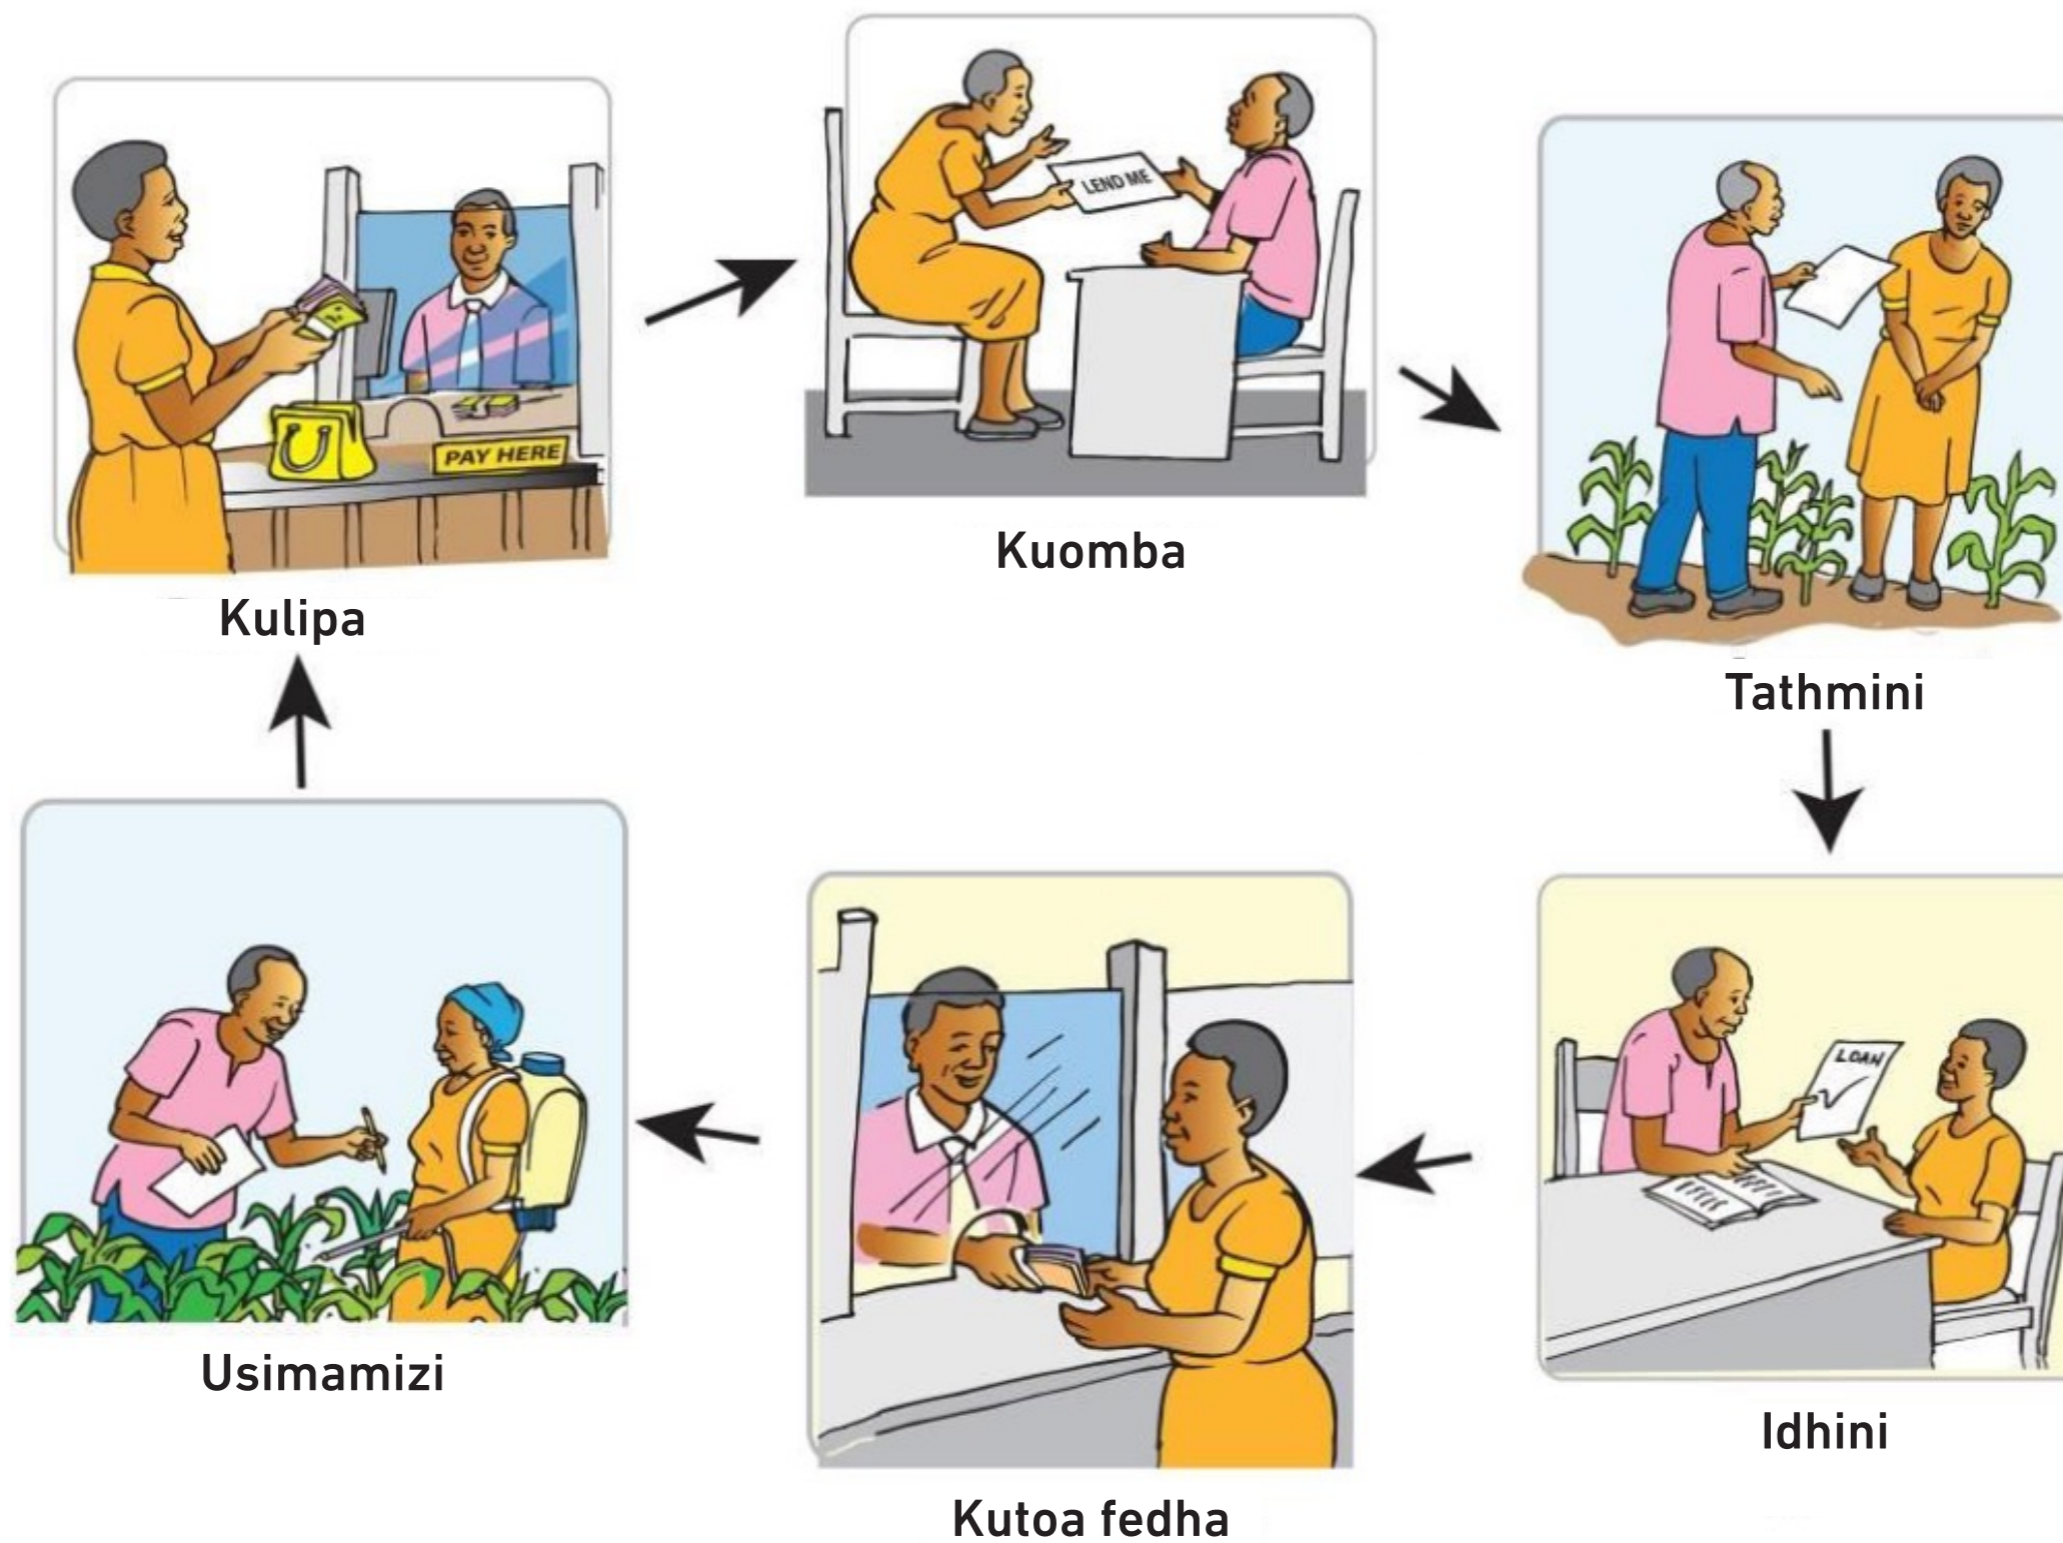 LEND ME
PAY HERE
Kuomba
Kulipa
Tathmini
LOAN
Usimamizi
Idhini
Kutoa fedha